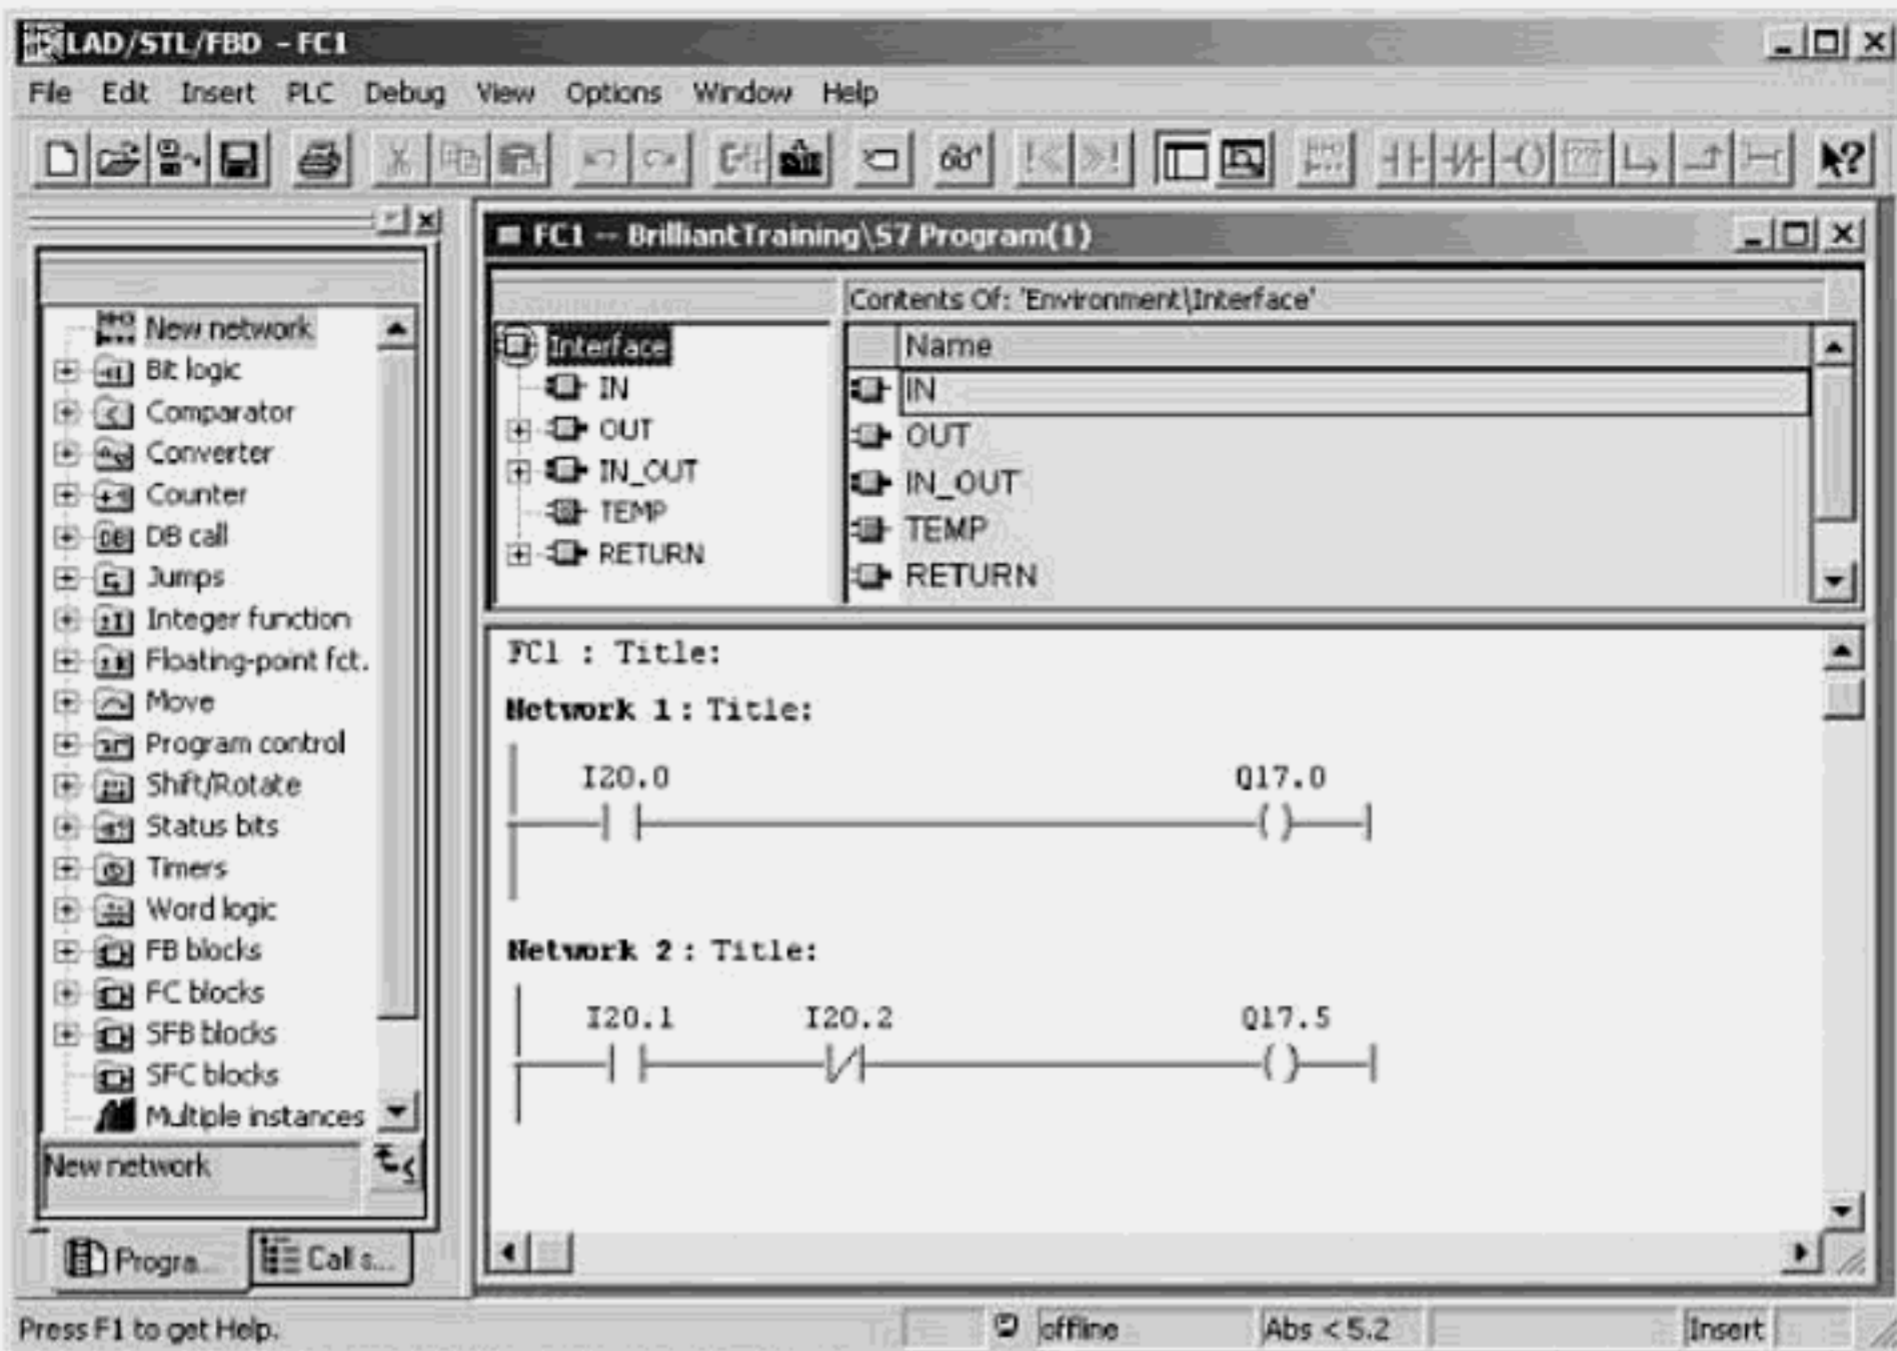 LAD/STL/FBD - FC1
File Edit Insert PLC Debug View Options Window Help
New network
Bit logic
Comparator
Converter
Counter
DB call
Jumps
Integer function
Floating-point fct.
Move
Program control
Shift/Rotate
Status bits
Timers
Word logic
FB blocks
FC blocks
SFB blocks
SFC blocks
Multiple instances
New network
Progra... Call s...
FC1 -- BrilliantTraining\S7 Program(1)
Interface
IN
OUT
IN_OUT
TEMP
RETURN
Contents Of: 'Environment\Interface'
Name
IN
OUT
IN_OUT
TEMP
RETURN
FC1 : Title:
Network 1 : Title:
I20.0 Q17.0
Network 2 : Title:
I20.1 I20.2 Q17.5
Press F1 to get Help. offline Abs < 5.2 Insert